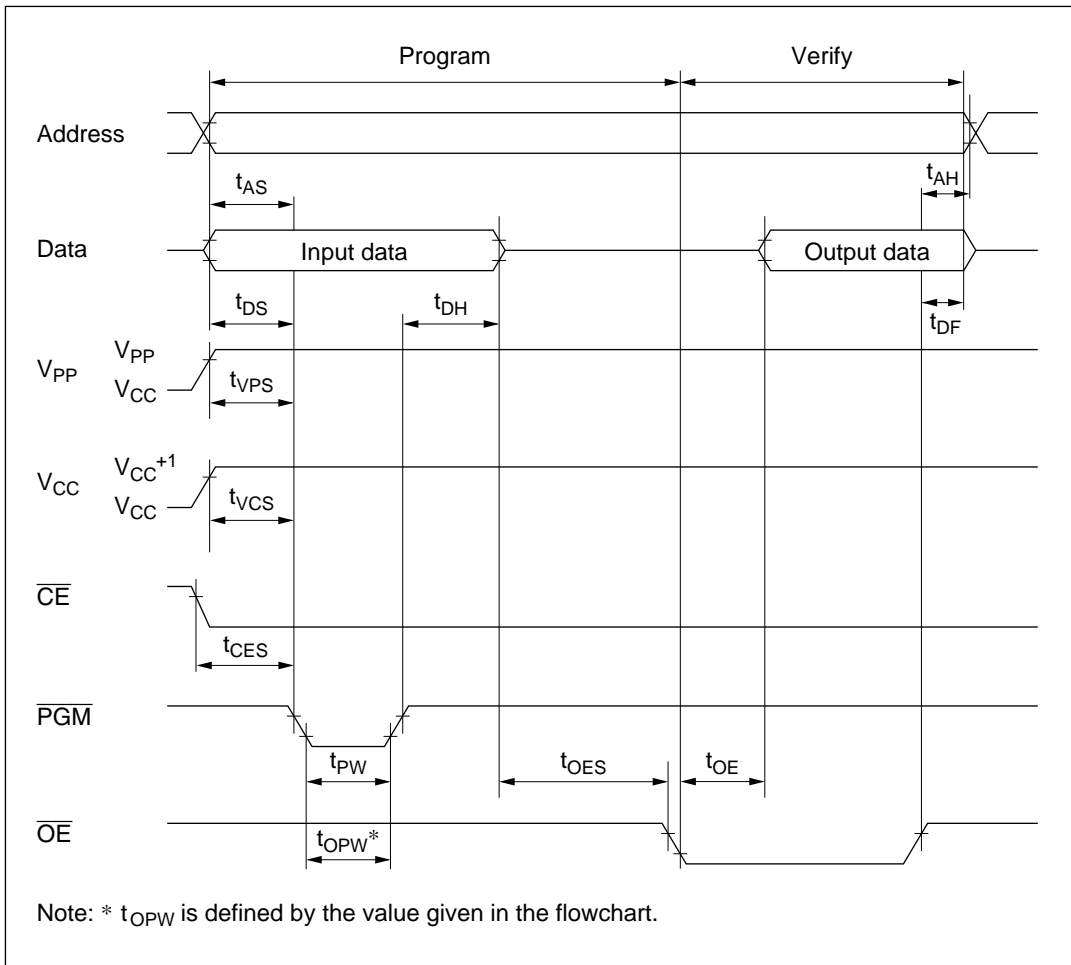 Program Verify
Address
tAH
tAS
Data Input data Output data
tDS tDH
tDF
VPP VPP
VCC tVPS
VCC VCC+1
VCC tVCS
CE
tCES
PGM
tPW tOES tOE
OE tOPW*
Note: * tOPW is defined by the value given in the flowchart.